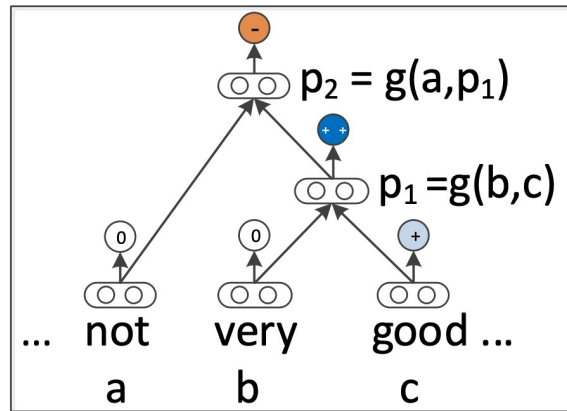 -
p₂ = g(a,p₁)
+ +
p₁ =g(b,c)
0 0 +
... not very good ...
a b c